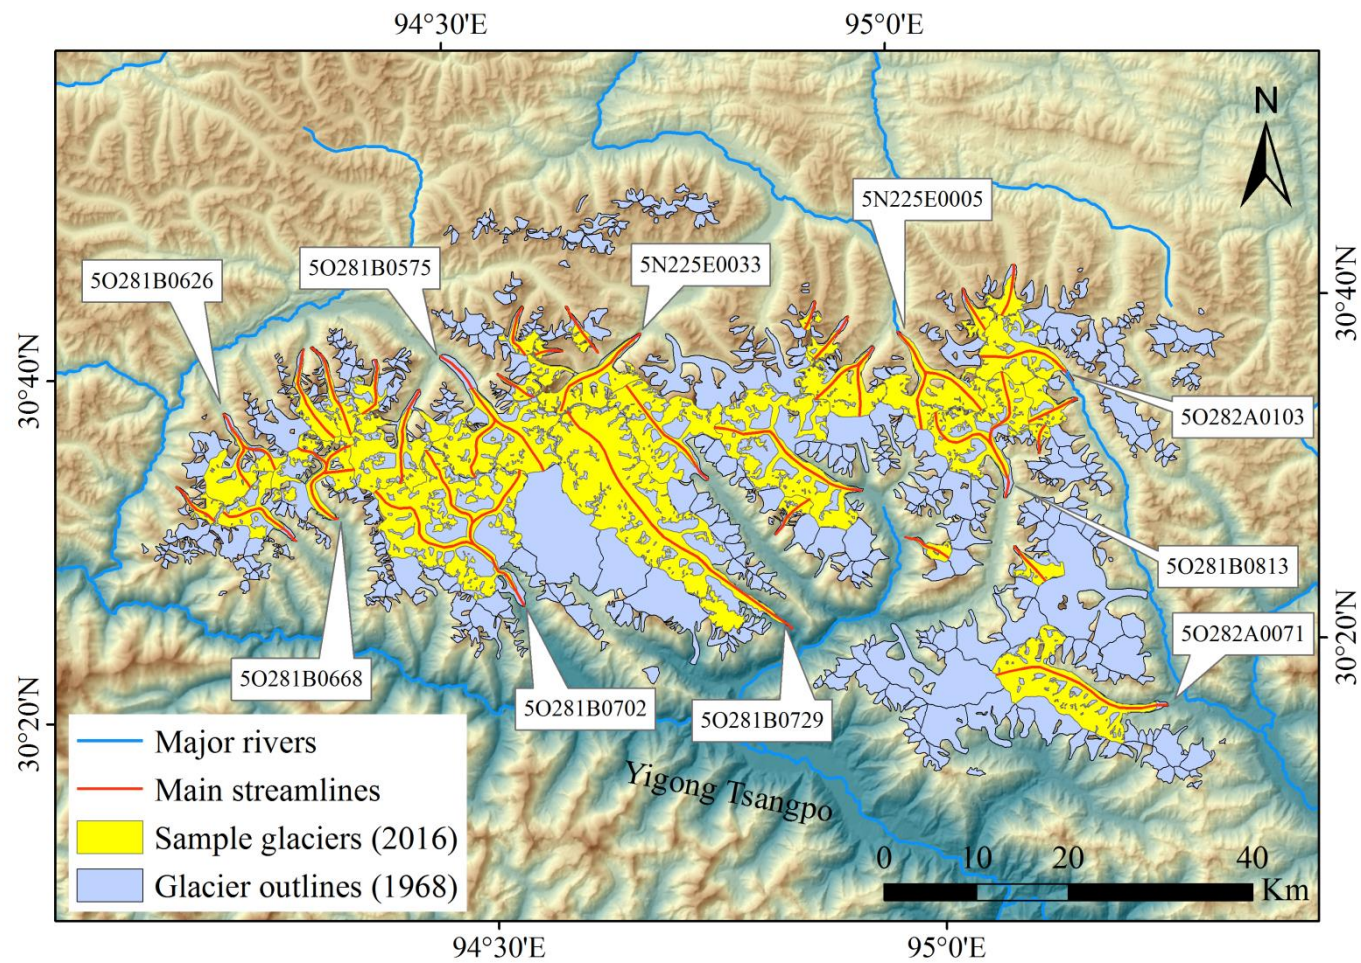 94°30'E
95°0'E
N
5N225E0005
5O281B0575
5N225E0033
5O281B0626
30°40'N
30°40'N
5O282A0103
5O281B0813
30°20'N
5O282A0071
5O281B0668
5O281B0702
5O281B0729
30°20'N
Major rivers
Main streamlines
Sample glaciers (2016)
Glacier outlines (1968)
Yigong Tsangpo
0 10 20 40
Km
94°30'E
95°0'E